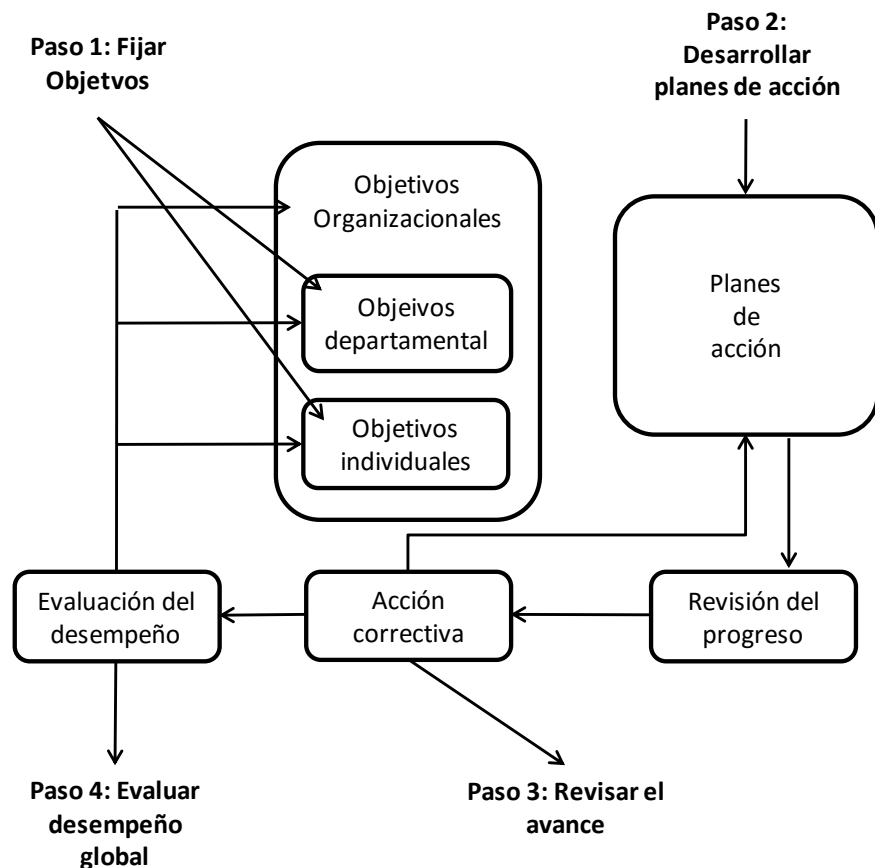 Paso 1: Fijar
Objetvos
Paso 2:
Desarrollar
planes de acción
Objetivos
Organizacionales
Objeivos
departamental
Objetivos
individuales
Planes
de
acción
Evaluación del
desempeño
Acción
correctiva
Revisión del
progreso
Paso 4: Evaluar
desempeño
global
Paso 3: Revisar el
avance